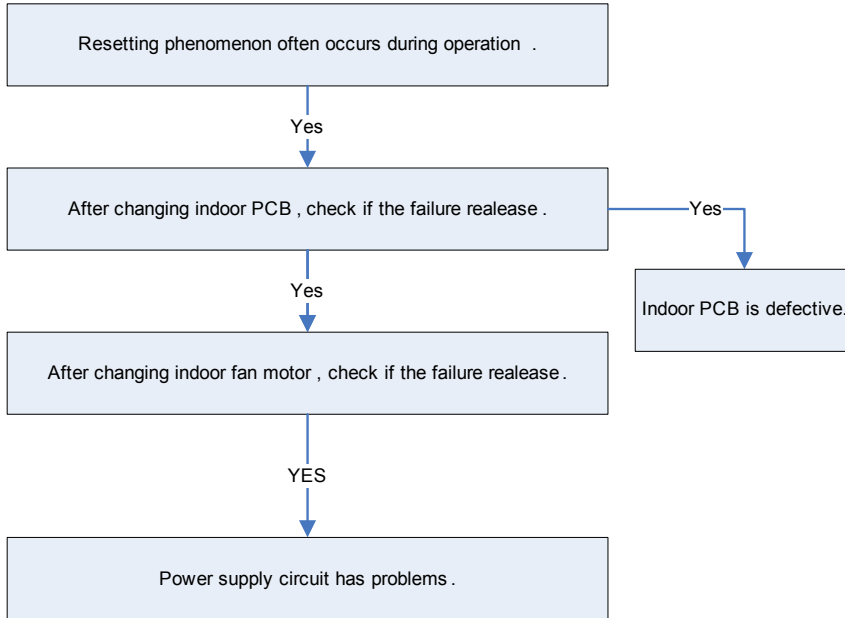 Resetting phenomenon often occurs during operation .
Yes
After changing indoor PCB , check if the failure realease .
Yes
Yes
Indoor PCB is defective.
After changing indoor fan motor , check if the failure realease .
YES
Power supply circuit has problems .